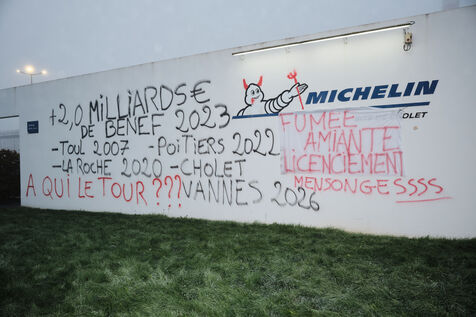 +2,0 MILLIARDS€
DE BENEF 2023
-TOUL 2007 -POITIERS 2022
-LA ROCHE 2020 -CHOLET
VANNES 2026
A QUI LE TOUR ???
MICHELIN
CHOLET
FUMÉE
AMIANTE
LICENCIEMENT
MENSONGESSSS